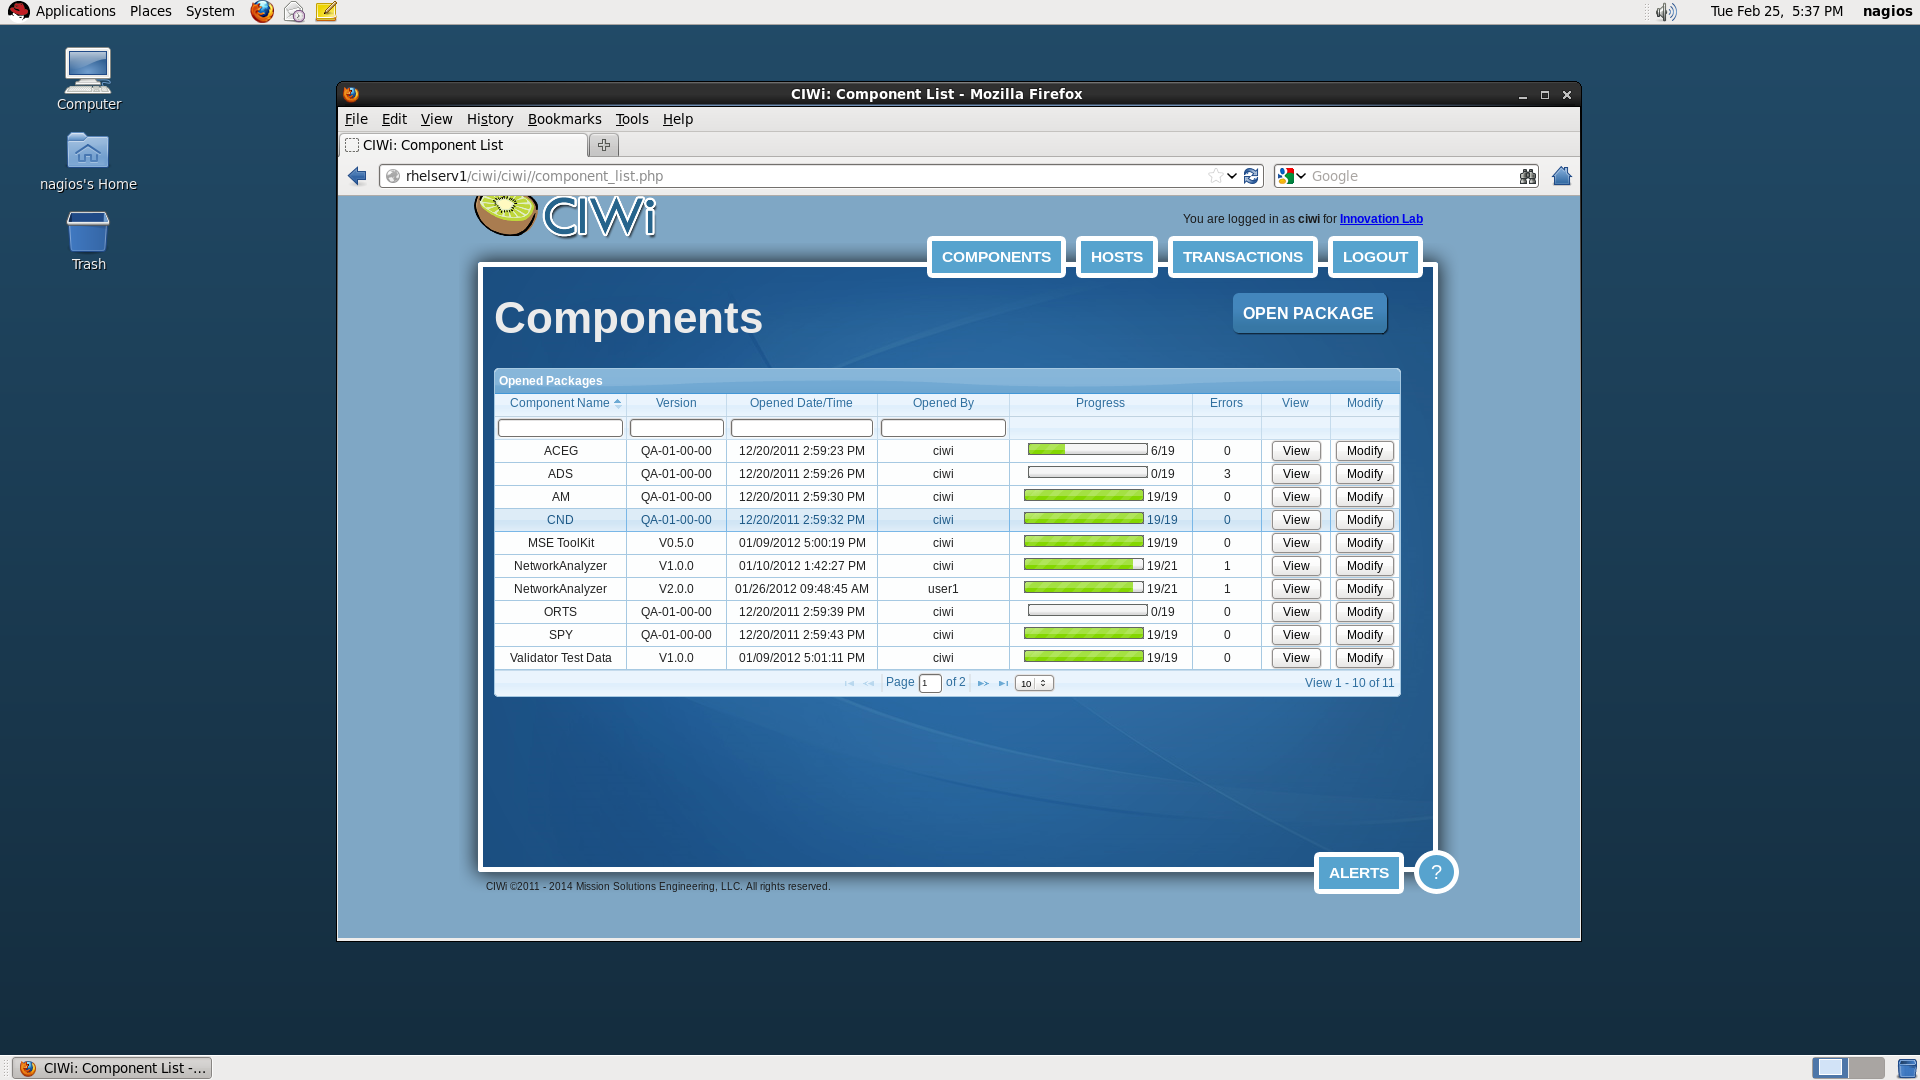 Applications Places System
Tue Feb 25, 5:37 PM nagios
Computer
nagios's Home
Trash
CIWi: Component List - Mozilla Firefox
File Edit View History Bookmarks Tools Help
CIWi: Component List
rhelserv1/ciwi/ciwi//component_list.php
Google
CIWi
You are logged in as ciwi for Innovation Lab
COMPONENTS HOSTS TRANSACTIONS LOGOUT
Components
OPEN PACKAGE
Opened Packages
Component Name Version Opened Date/Time Opened By Progress Errors View Modify
ACEG QA-01-00-00 12/20/2011 2:59:23 PM ciwi 6/19 0 View Modify
ADS QA-01-00-00 12/20/2011 2:59:26 PM ciwi 0/19 3 View Modify
AM QA-01-00-00 12/20/2011 2:59:30 PM ciwi 19/19 0 View Modify
CND QA-01-00-00 12/20/2011 2:59:32 PM ciwi 19/19 0 View Modify
MSE ToolKit V0.5.0 01/09/2012 5:00:19 PM ciwi 19/19 0 View Modify
NetworkAnalyzer V1.0.0 01/10/2012 1:42:27 PM ciwi 19/21 1 View Modify
NetworkAnalyzer V2.0.0 01/26/2012 09:48:45 AM user1 19/21 1 View Modify
ORTS QA-01-00-00 12/20/2011 2:59:39 PM ciwi 0/19 0 View Modify
SPY QA-01-00-00 12/20/2011 2:59:43 PM ciwi 19/19 0 View Modify
Validator Test Data V1.0.0 01/09/2012 5:01:11 PM ciwi 19/19 0 View Modify
Page 1 of 2 10 View 1 - 10 of 11
ALERTS ?
CIWi ©2011 - 2014 Mission Solutions Engineering, LLC. All rights reserved.
CIWi: Component List -...